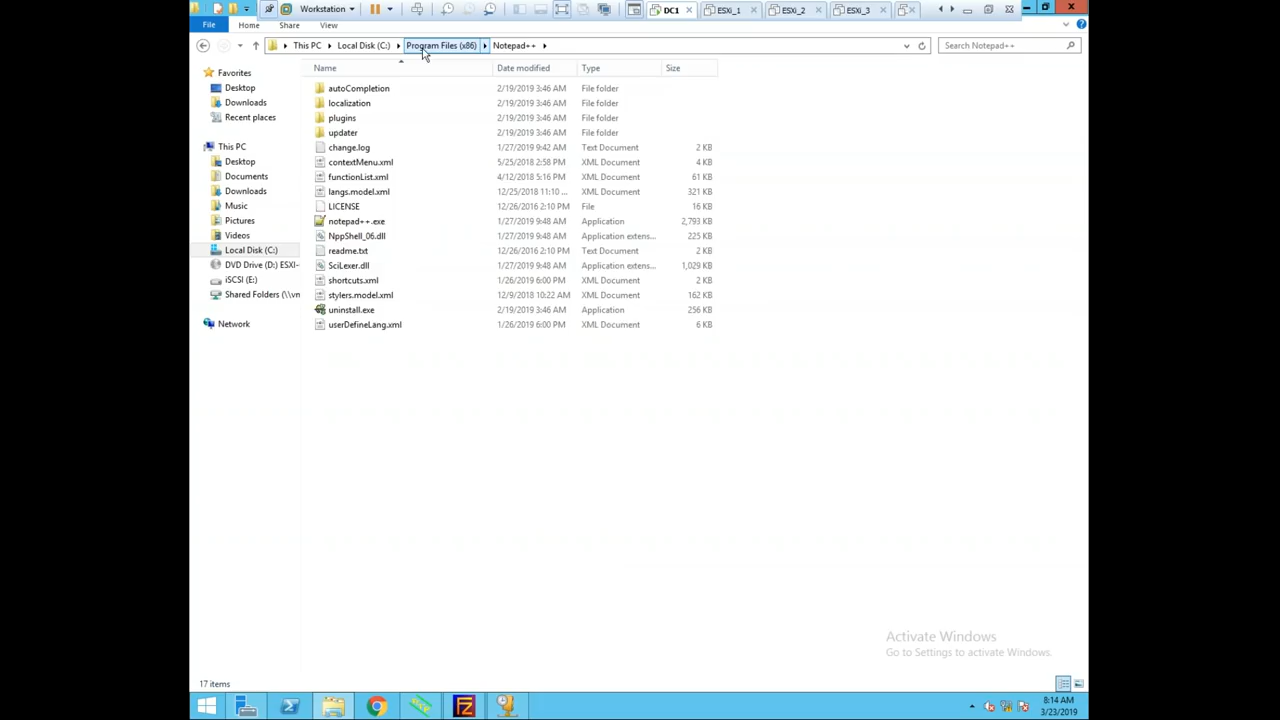 Workstation DC1 ESXi_1 ESXi_2 ESXi_3
File Home Share View
This PC Local Disk (C:) Program Files (x86) Notepad++ Search Notepad++
Name Date modified Type Size
Favorites
Desktop
Downloads
Recent places
This PC
Desktop
Documents
Downloads
Music
Pictures
Videos
Local Disk (C:)
DVD Drive (D:) ESXI-
iSCSI (E:)
Shared Folders (\\vm
Network
autoCompletion 2/19/2019 3:46 AM File folder
localization 2/19/2019 3:46 AM File folder
plugins 2/19/2019 3:46 AM File folder
updater 2/19/2019 3:46 AM File folder
change.log 1/27/2019 9:42 AM Text Document 2 KB
contextMenu.xml 5/25/2018 2:58 PM XML Document 4 KB
functionList.xml 4/12/2018 5:16 PM XML Document 61 KB
langs.model.xml 12/25/2018 11:10 ... XML Document 321 KB
LICENSE 12/26/2016 2:10 PM File 16 KB
notepad++.exe 1/27/2019 9:48 AM Application 2,793 KB
NppShell_06.dll 1/27/2019 9:48 AM Application extens... 225 KB
readme.txt 12/26/2016 2:10 PM Text Document 2 KB
SciLexer.dll 1/27/2019 9:48 AM Application extens... 1,029 KB
shortcuts.xml 1/26/2019 6:00 PM XML Document 3 KB
stylers.model.xml 12/9/2018 10:22 AM XML Document 162 KB
uninstall.exe 2/19/2019 3:46 AM Application 256 KB
userDefineLang.xml 1/26/2019 6:00 PM XML Document 6 KB
Activate Windows
Go to Settings to activate Windows.
17 items
FZ
8:14 AM
3/23/2019